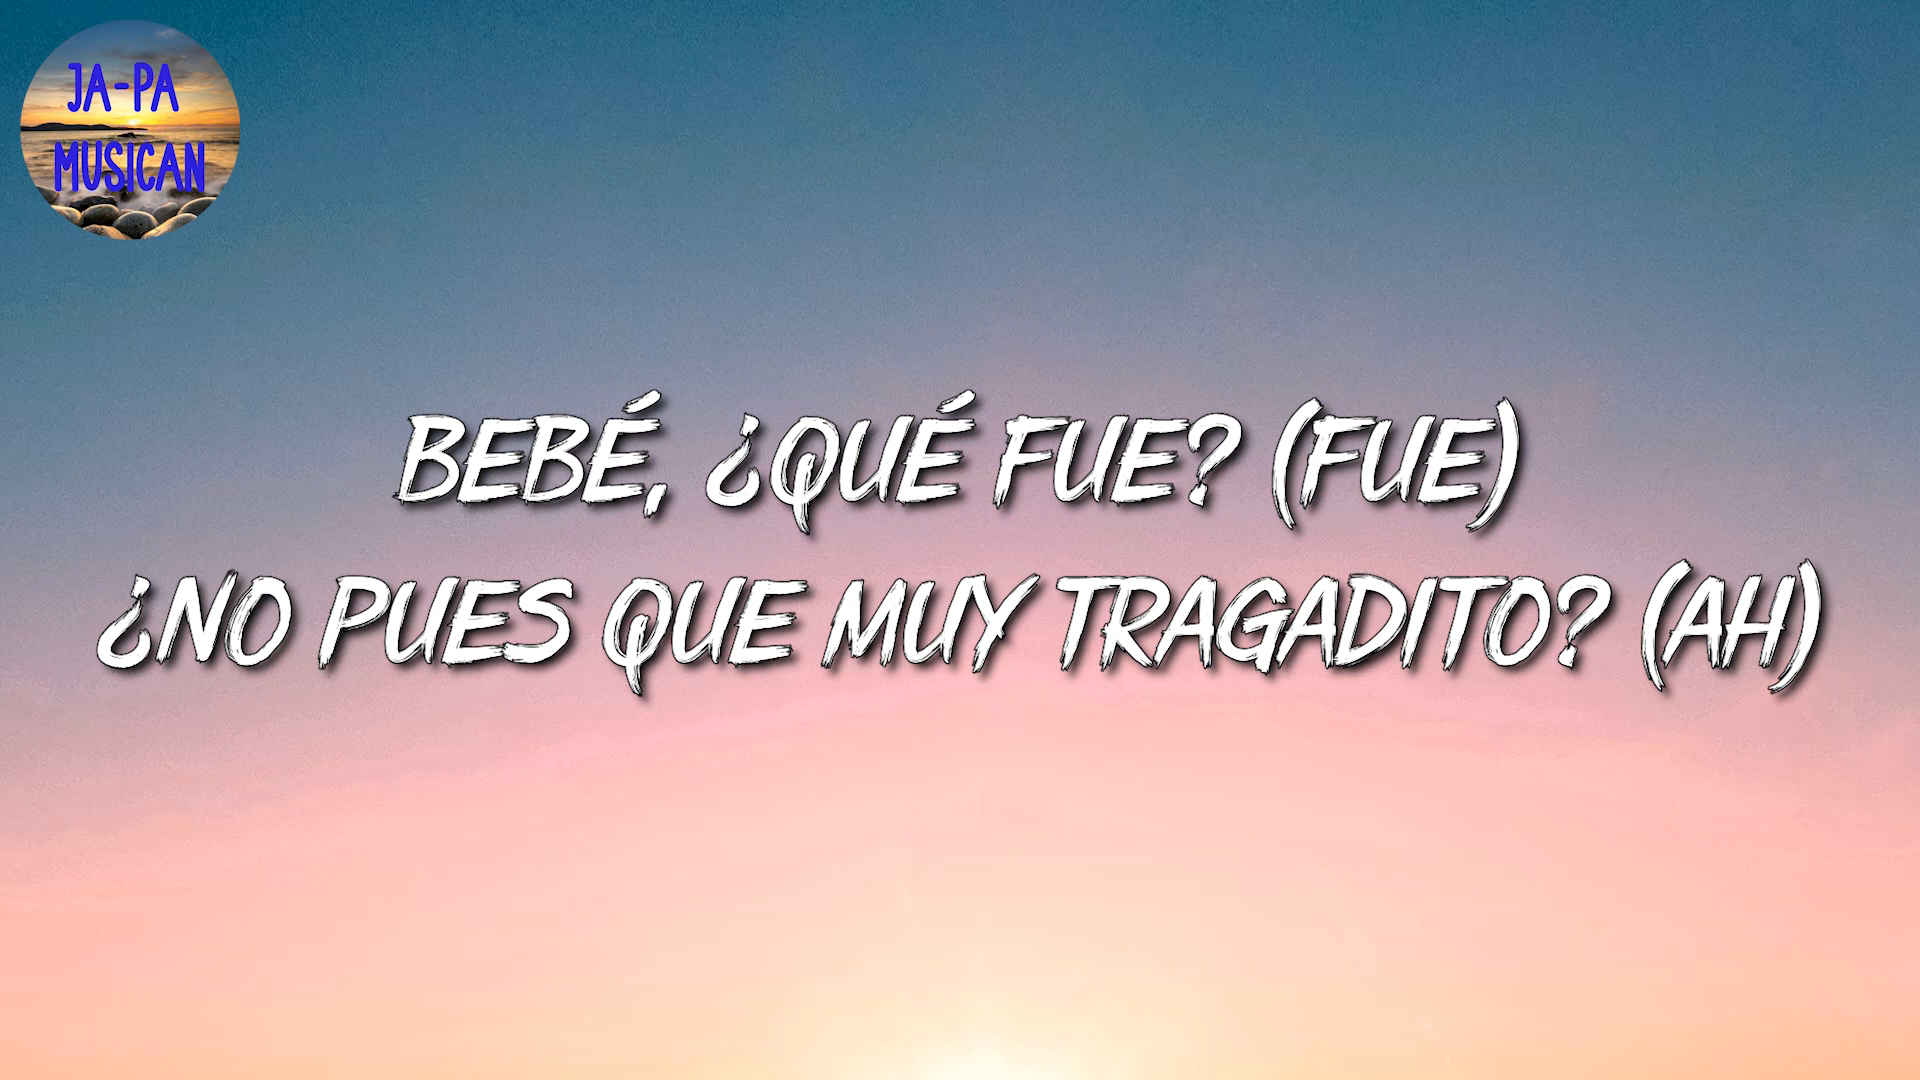 JA-PA
MUSICAN
BEBÉ, ¿QUÉ FUE? (FUE)
¿NO PUES QUE MUY TRAGADITO? (AH)